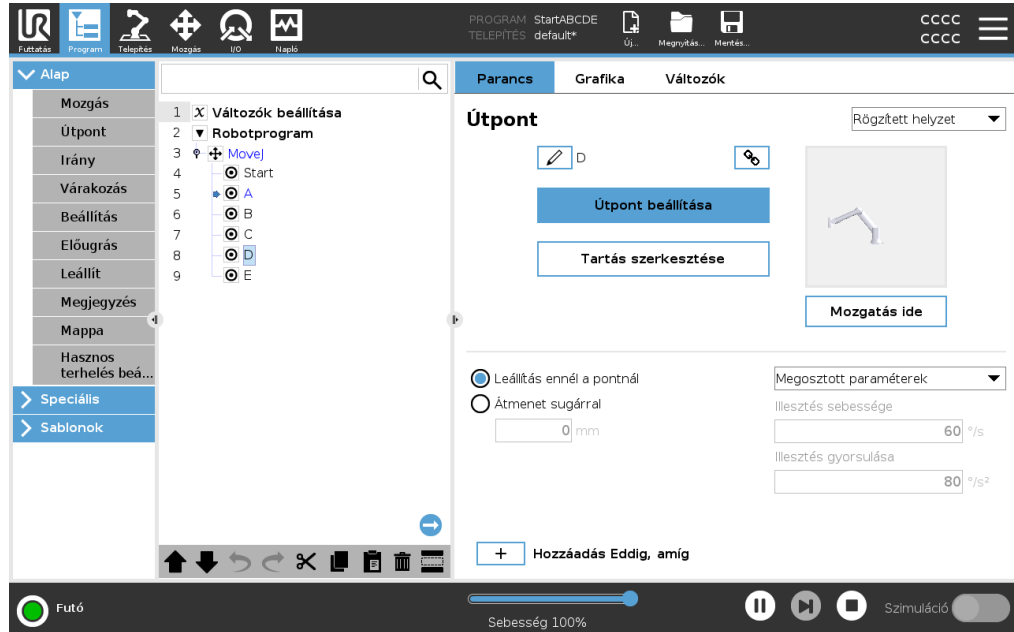 UR
Futtatás
Program
Telepítés
Mozgás
I/O
Napló
PROGRAM StartABCDE
TELEPÍTÉS default*
Új...
Megnyitás...
Mentés...
CCCC
CCCC
Alap
Mozgás
Útpont
Irány
Várakozás
Beállítás
Előugrás
Leállít
Megjegyzés
Mappa
Hasznos
terhelés beá...
Speciális
Sablonok
1 X Változók beállítása
2 Robotprogram
3 MoveJ
4 Start
5 A
6 B
7 C
8 D
9 E
Parancs
Grafika
Változók
Útpont
Rögzített helyzet
D
Útpont beállítása
Tartás szerkesztése
Mozgatás ide
Leállítás ennél a pontnál
Átmenet sugárral
0 mm
Megosztott paraméterek
Illesztés sebessége
60 °/s
Illesztés gyorsulása
80 °/s²
+ Hozzáadás Eddig, amíg
Futó
Sebesség 100%
Szimuláció